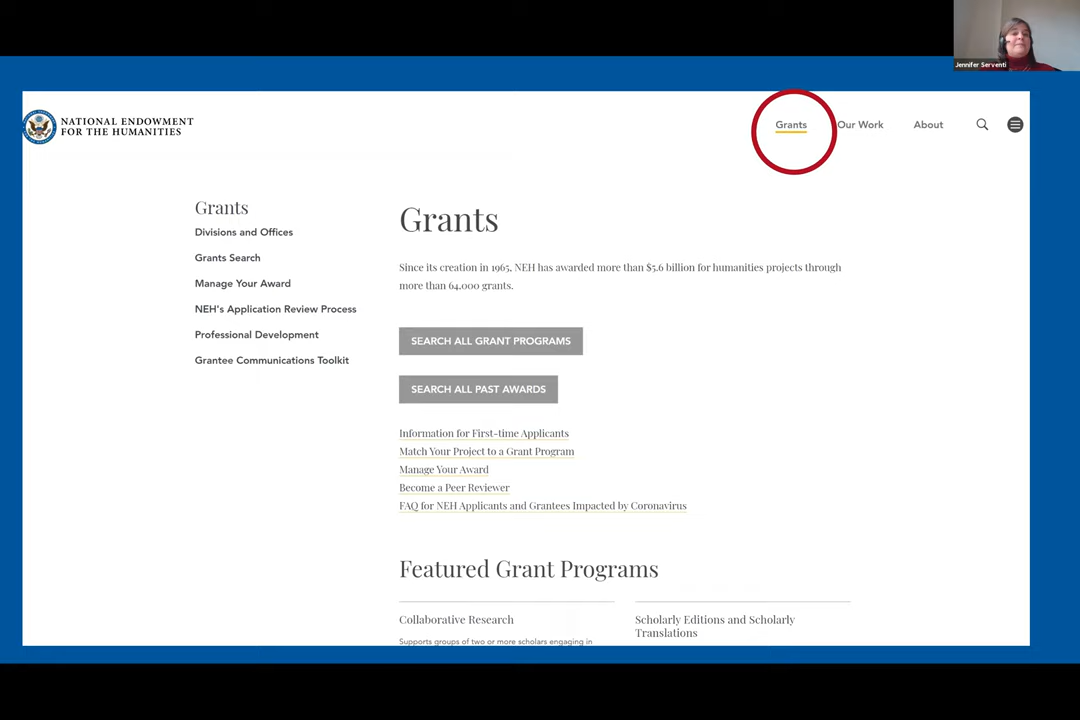 Jennifer Serventi
NATIONAL ENDOWMENT
FOR THE HUMANITIES
Grants
Our Work
About
Grants
Divisions and Offices
Grants Search
Manage Your Award
NEH's Application Review Process
Professional Development
Grantee Communications Toolkit
Grants
Since its creation in 1965, NEH has awarded more than $5.6 billion for humanities projects through
more than 64,000 grants.
SEARCH ALL GRANT PROGRAMS
SEARCH ALL PAST AWARDS
Information for First-time Applicants
Match Your Project to a Grant Program
Manage Your Award
Become a Peer Reviewer
FAQ for NEH Applicants and Grantees Impacted by Coronavirus
Featured Grant Programs
Collaborative Research
Supports groups of two or more scholars engaging in
Scholarly Editions and Scholarly
Translations